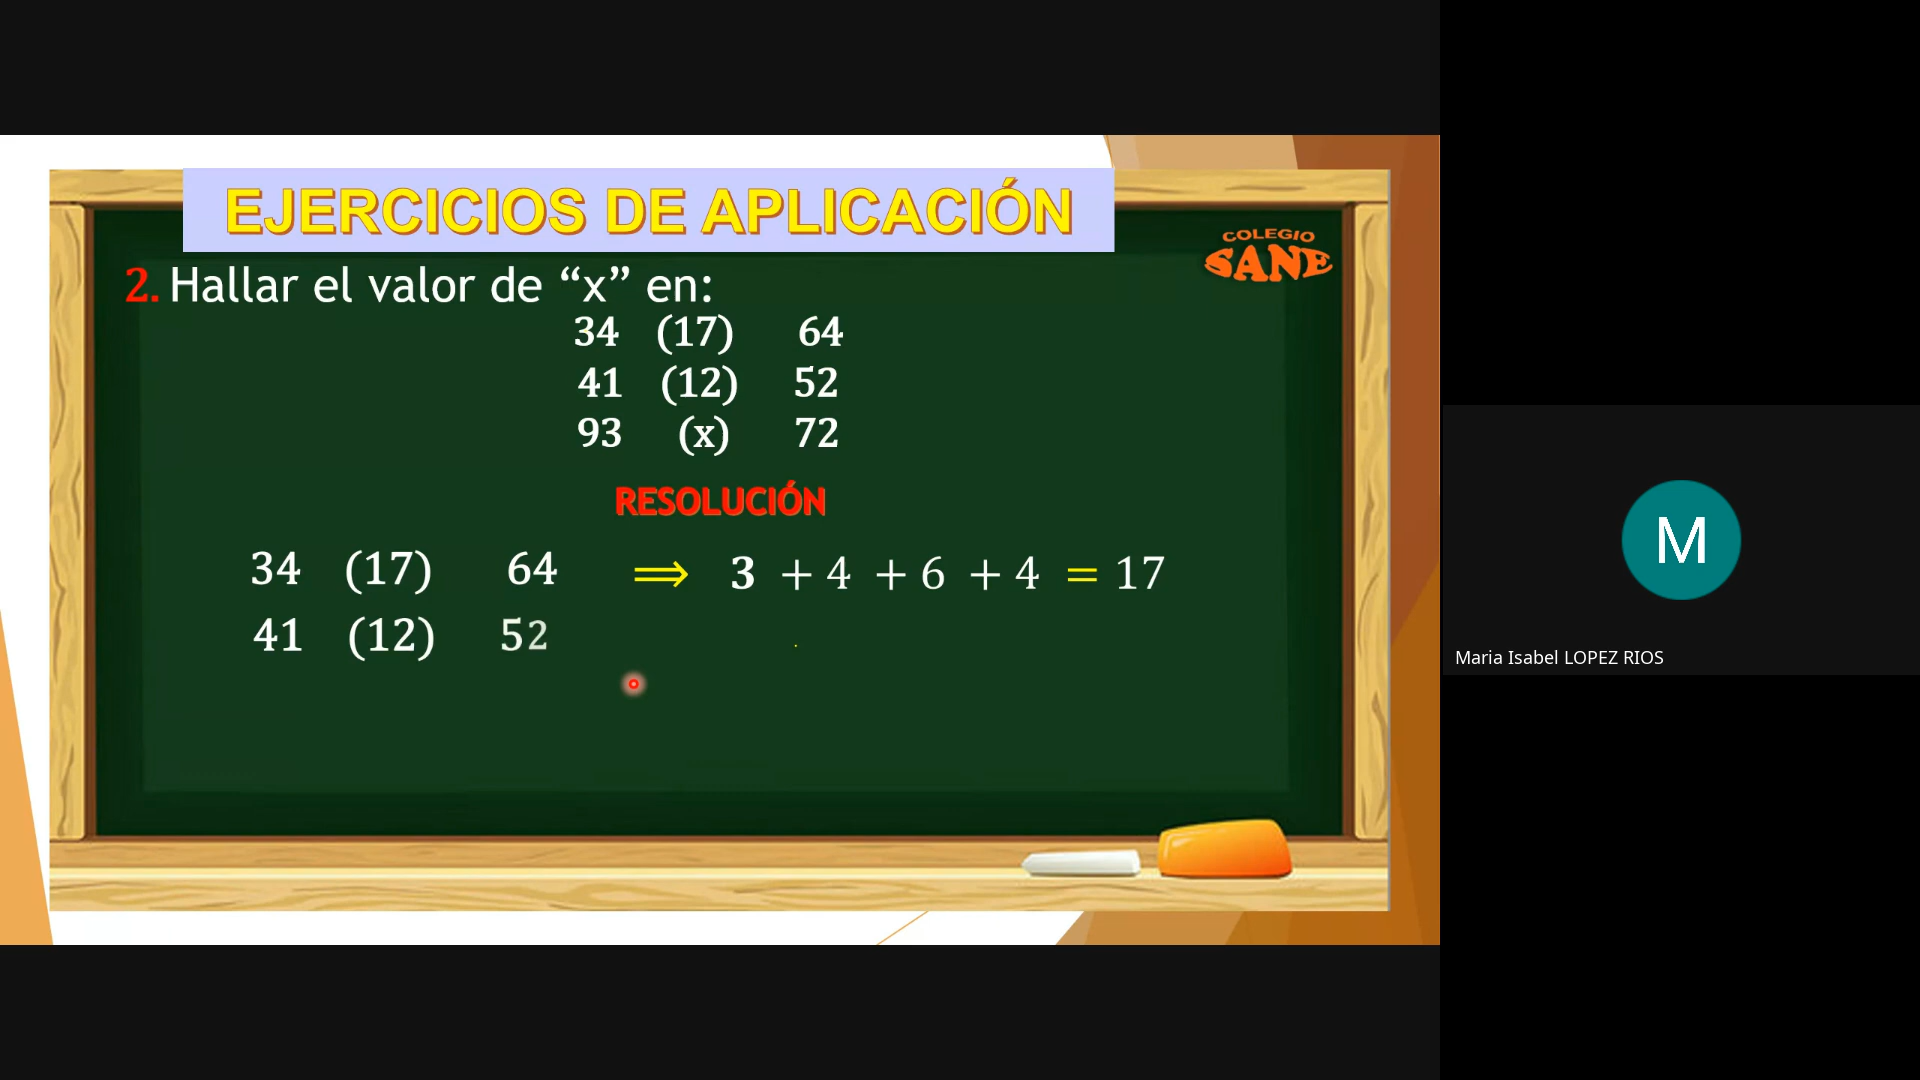 EJERCICIOS DE APLICACIÓN
COLEGIO
SANE
2. Hallar el valor de “x” en:
34 (17) 64
41 (12) 52
93 (x) 72
RESOLUCIÓN
34 (17) 64 ⟹ 3 + 4 + 6 + 4 = 17
41 (12) 52
M
Maria Isabel LOPEZ RIOS